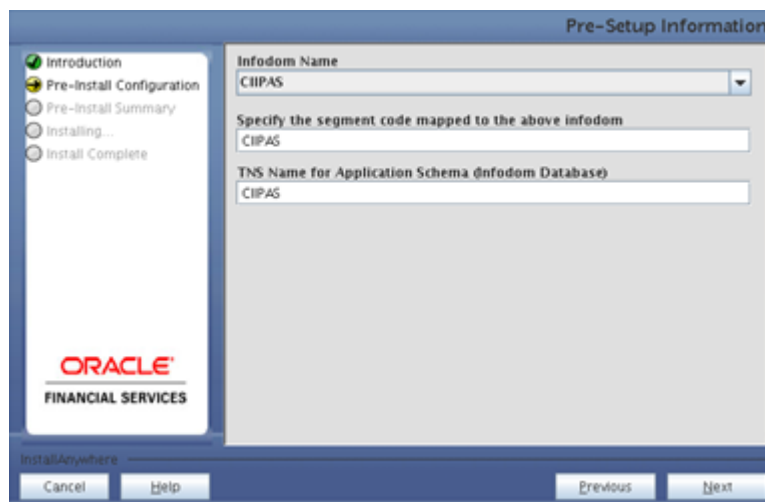 Pre-Setup Information
Introduction
Pre-Install Configuration
Pre-Install Summary
Installing...
Install Complete
Infodom Name
CIIPAS
Specify the segment code mapped to the above infodom
CIIPAS
TNS Name for Application Schema (Infodom Database)
CIIPAS
ORACLE
FINANCIAL SERVICES
InstallAnywhere
Cancel
Help
Previous
Next